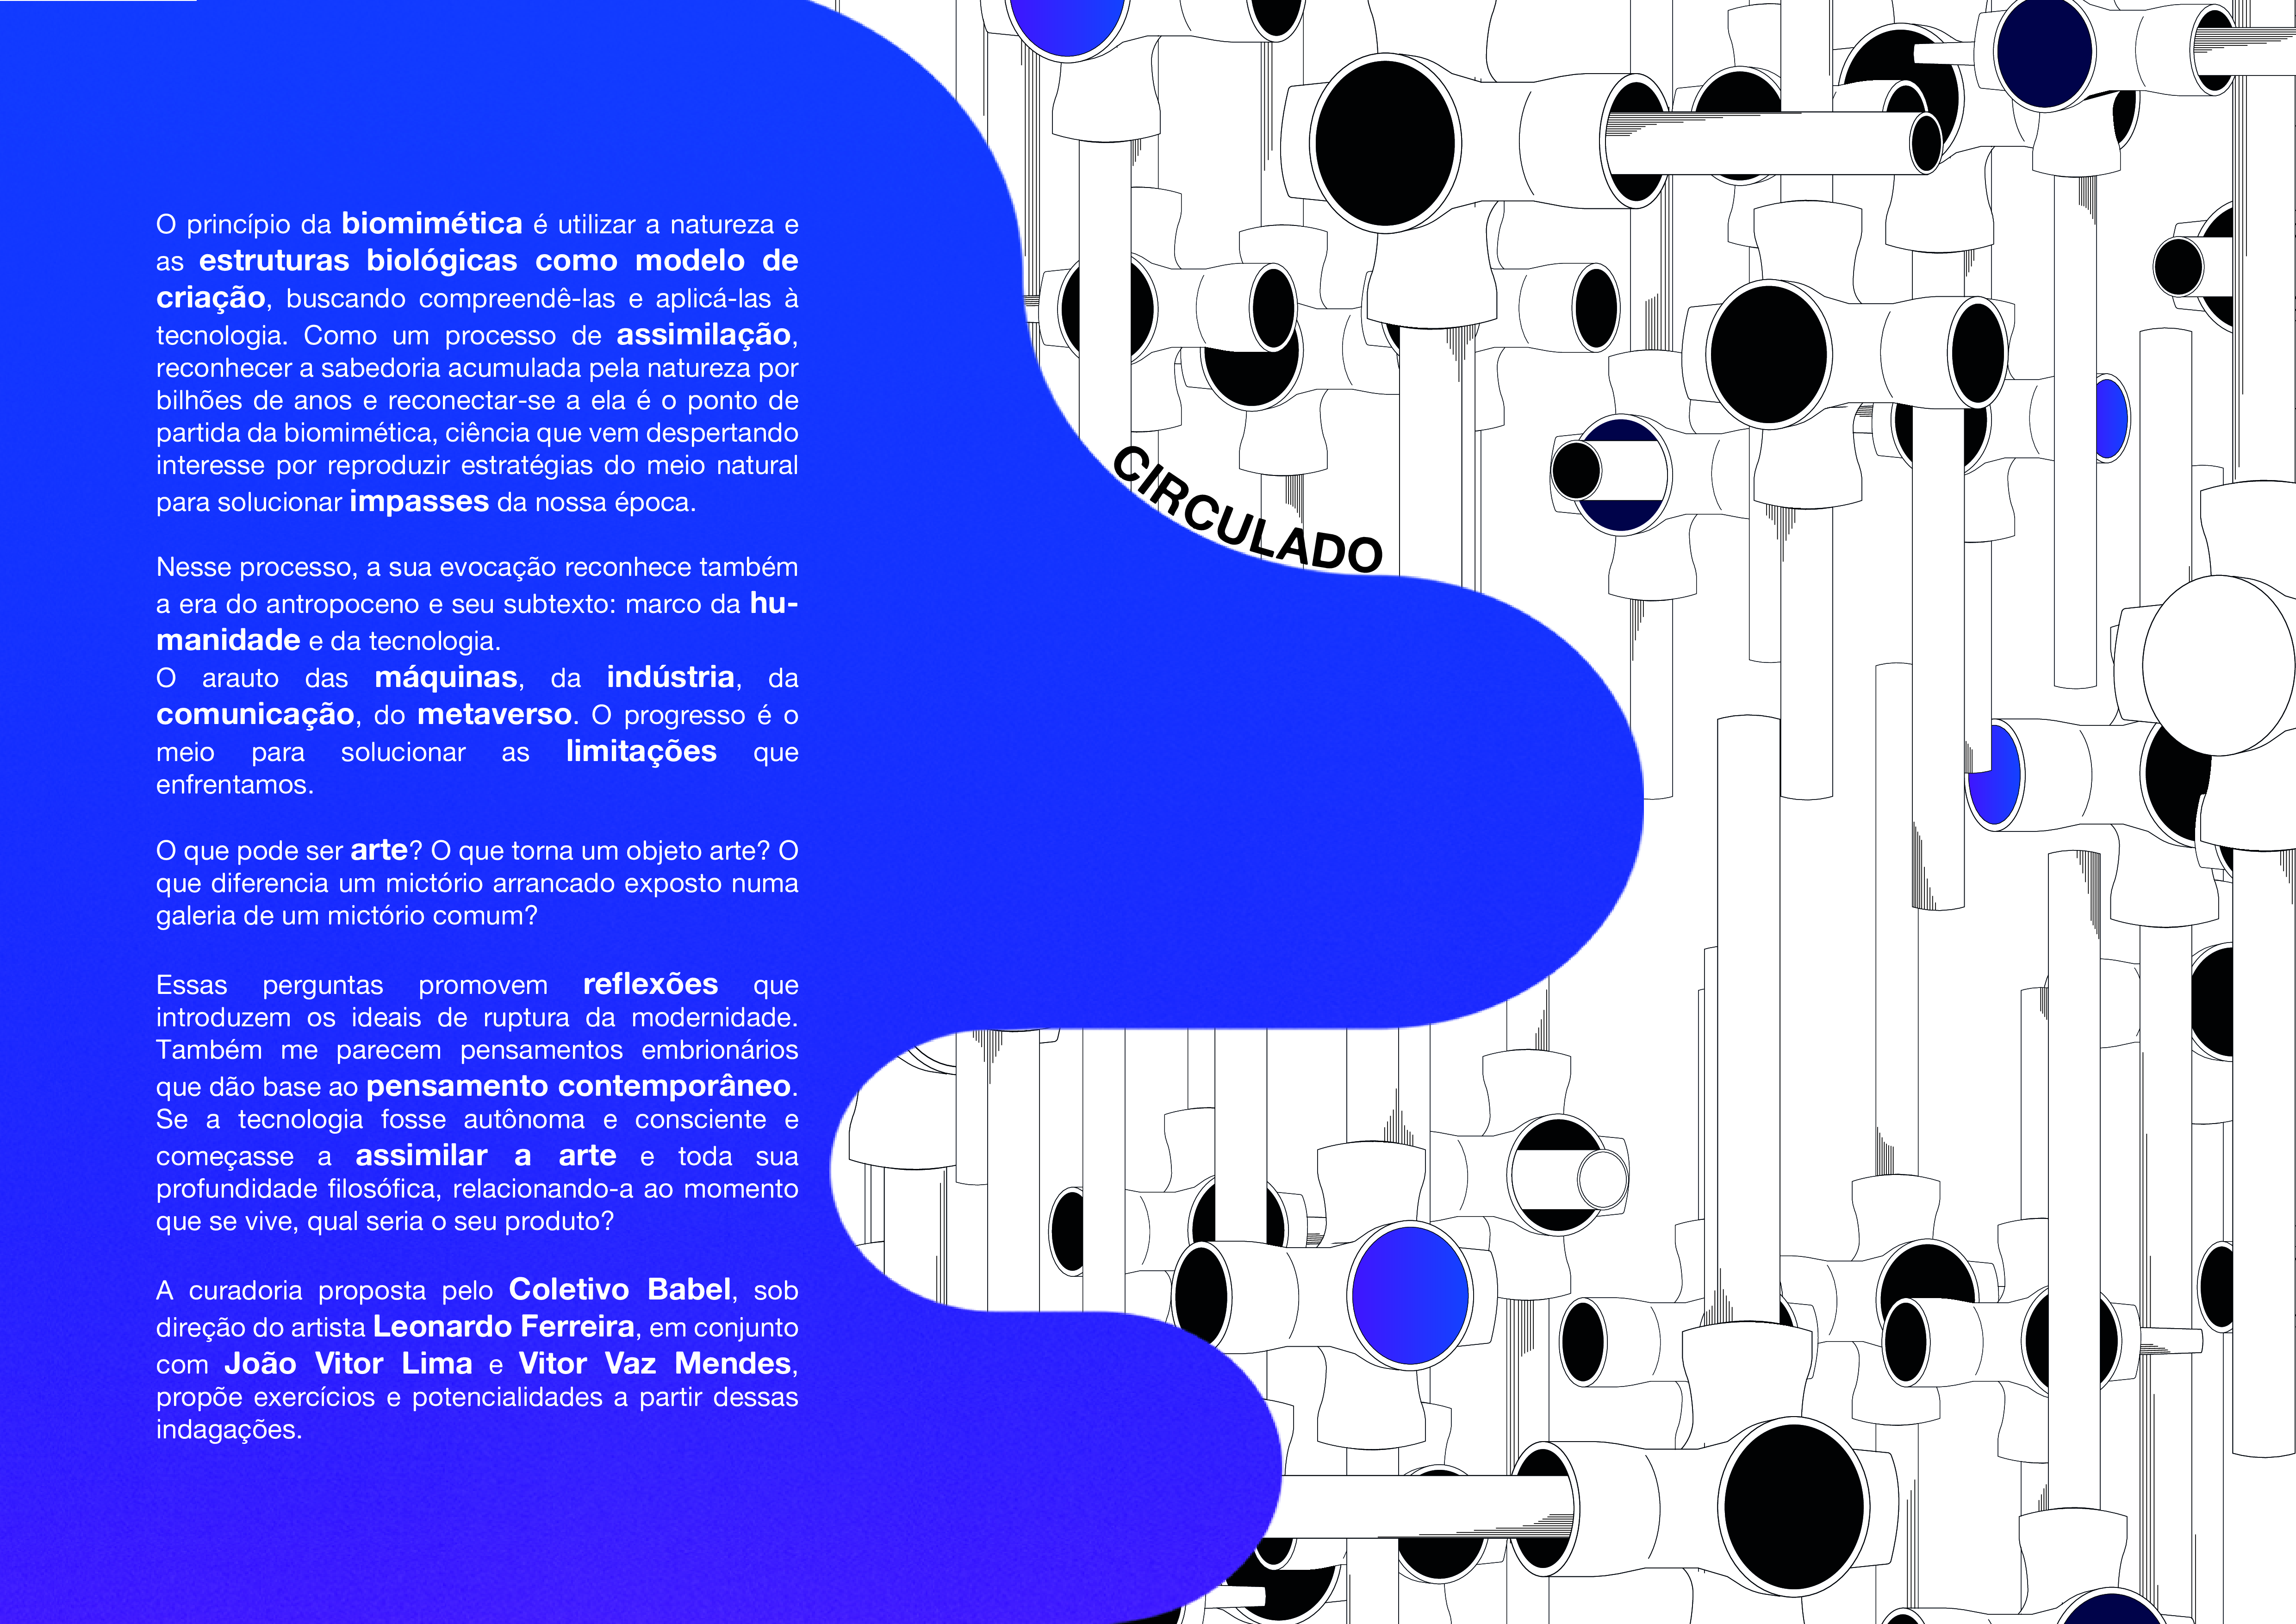 O princípio da biomimética é utilizar a natureza e
as estruturas biológicas como modelo de
criação, buscando compreendê-las e aplicá-las à
tecnologia. Como um processo de assimilação,
reconhecer a sabedoria acumulada pela natureza por
bilhões de anos e reconectar-se a ela é o ponto de
partida da biomimética, ciência que vem despertando
interesse por reproduzir estratégias do meio natural
para solucionar impasses da nossa época.
Nesse processo, a sua evocação reconhece também
a era do antropoceno e seu subtexto: marco da hu-
manidade e da tecnologia.
O arauto das máquinas, da indústria, da
comunicação, do metaverso. O progresso é o
meio para solucionar as limitações que
enfrentamos.
O que pode ser arte? O que torna um objeto arte? O
que diferencia um mictório arrancado exposto numa
galeria de um mictório comum?
Essas perguntas promovem reflexões que
introduzem os ideais de ruptura da modernidade.
Também me parecem pensamentos embrionários
que dão base ao pensamento contemporâneo.
Se a tecnologia fosse autônoma e consciente e
começasse a assimilar a arte e toda sua
profundidade filosófica, relacionando-a ao momento
que se vive, qual seria o seu produto?
A curadoria proposta pelo Coletivo Babel, sob
direção do artista Leonardo Ferreira, em conjunto
com João Vitor Lima e Vitor Vaz Mendes,
propõe exercícios e potencialidades a partir dessas
indagações.
CIRCULADO